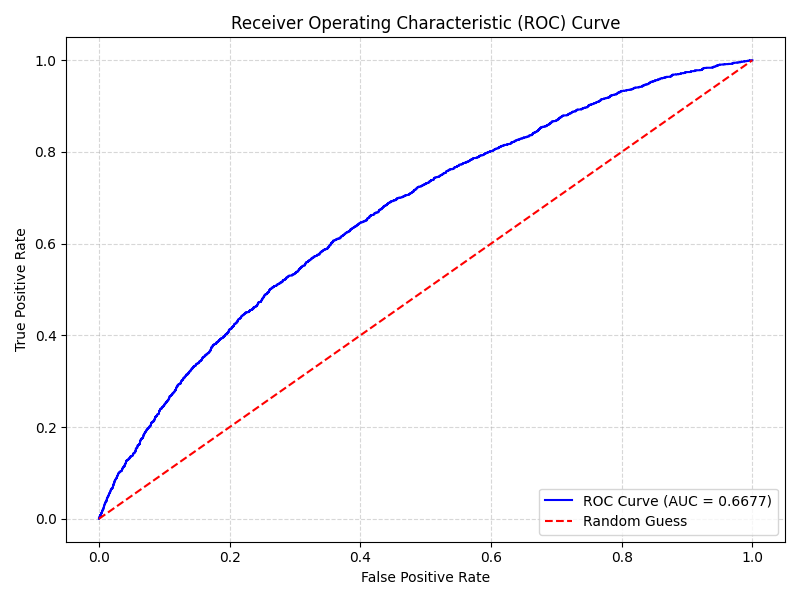 Receiver Operating Characteristic (ROC) Curve
True Positive Rate
1.0
0.8
0.6
0.4
0.2
0.0
ROC Curve (AUC = 0.6677)
Random Guess
0.0 0.2 0.4 0.6 0.8 1.0
False Positive Rate